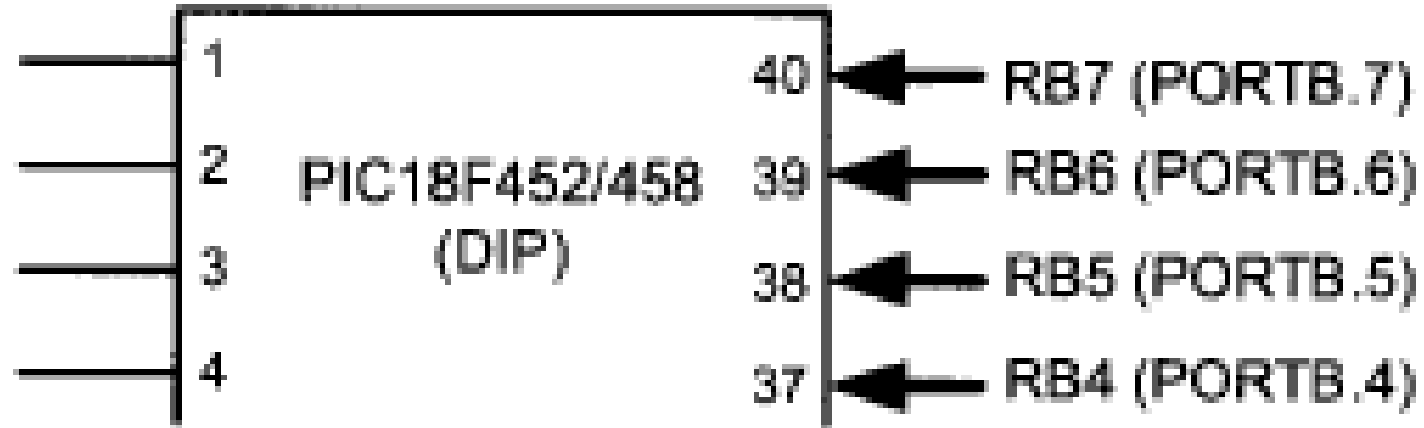 1
2
3
4
PIC18F452/458
(DIP)
40
39
38
37
RB7 (PORTB.7)
RB6 (PORTB.6)
RB5 (PORTB.5)
RB4 (PORTB.4)